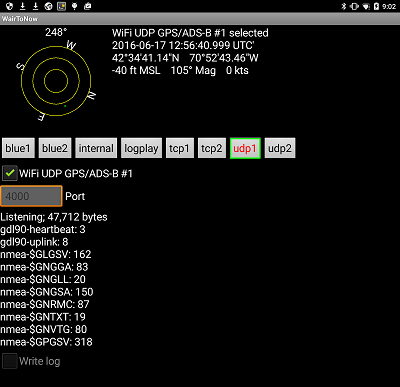 9:02
WairToNow
248°
W
S
N
E
WiFi UDP GPS/ADS-B #1 selected
2016-06-17 12:56:40.999 UTC'
42°34'41.14"N 70°52'43.46"W
-40 ft MSL 105° Mag 0 kts
blue1 blue2 internal logplay tcp1 tcp2 udp1 udp2
WiFi UDP GPS/ADS-B #1
4000 Port
Listening; 47,712 bytes
gdl90-heartbeat: 3
gdl90-uplink: 8
nmea-$GLGSV: 162
nmea-$GNGGA: 83
nmea-$GNGLL: 20
nmea-$GNGSA: 150
nmea-$GNRMC: 87
nmea-$GNTXT: 19
nmea-$GNVTG: 80
nmea-$GPGSV: 318
Write log